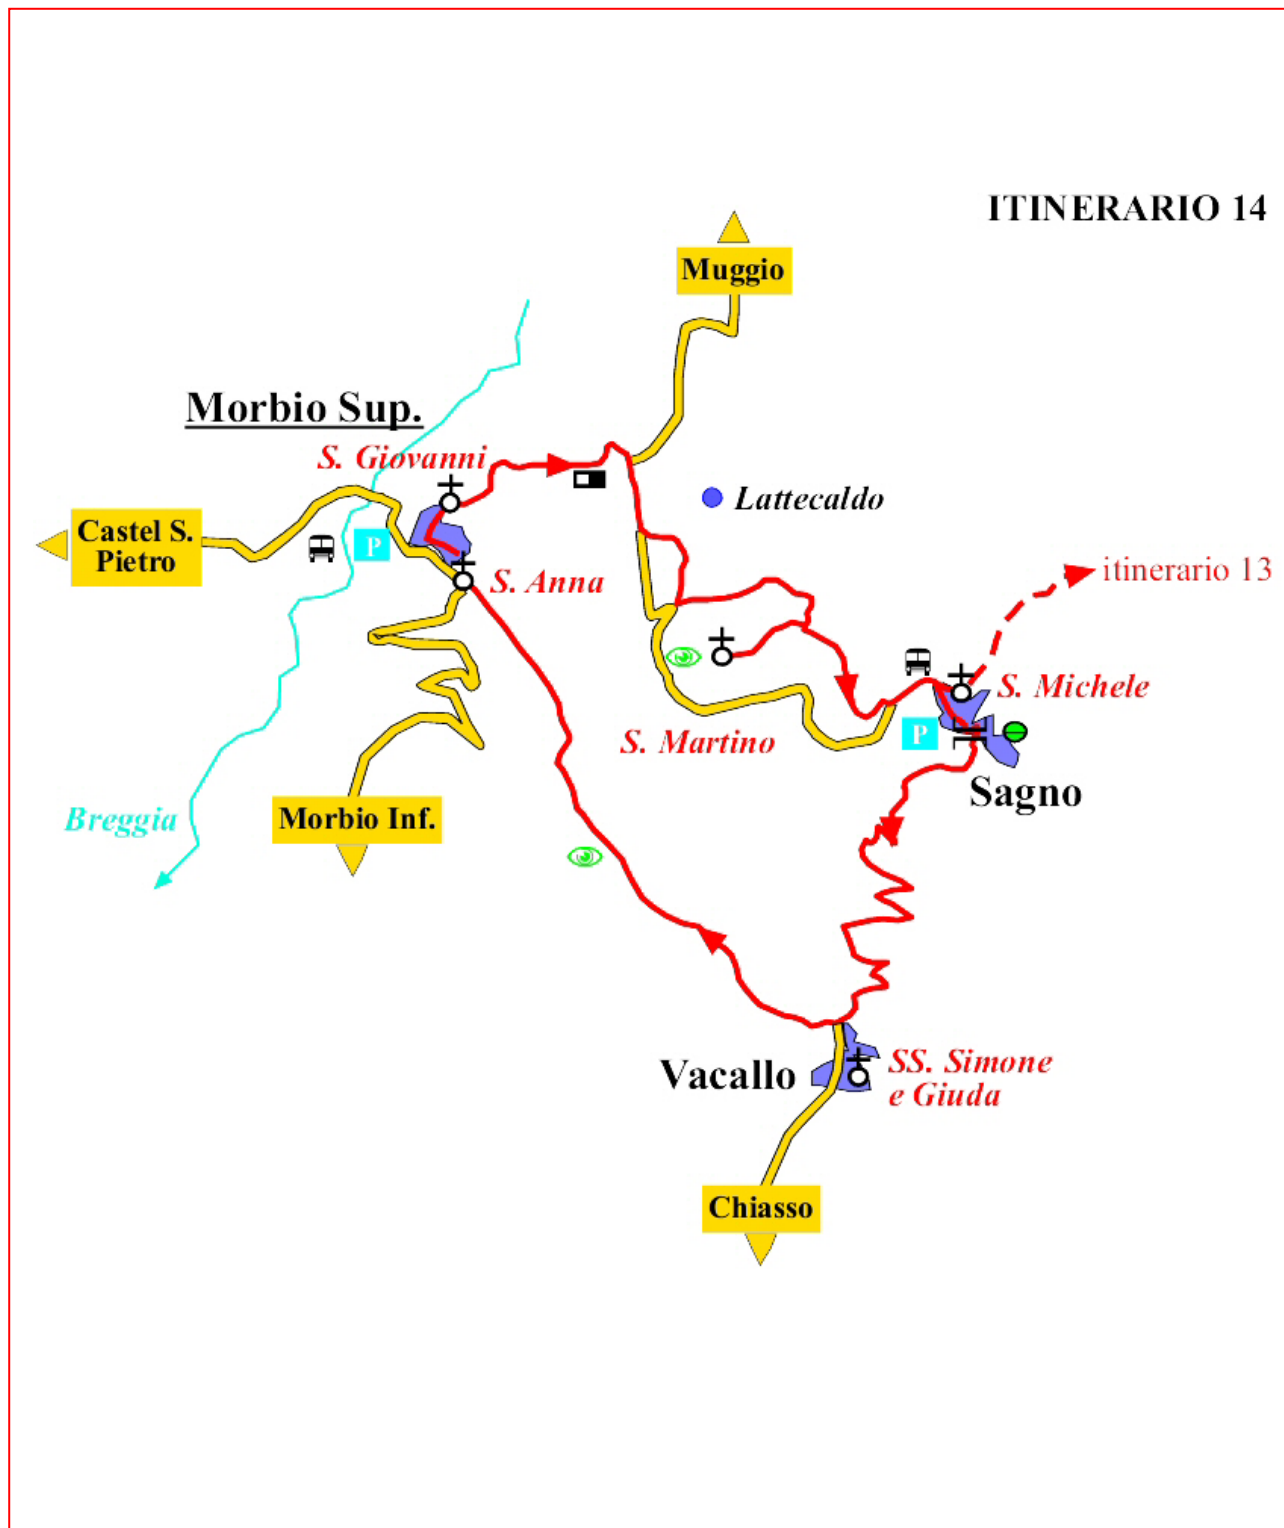 ITINERARIO 14
Muggio
Morbio Sup.
S. Giovanni
Lattecaldo
Castel S.
Pietro
P
itinerario 13
S. Anna
S. Michele
S. Martino
P
Sagno
Breggia
Morbio Inf.
Vacallo
SS. Simone
e Giuda
Chiasso